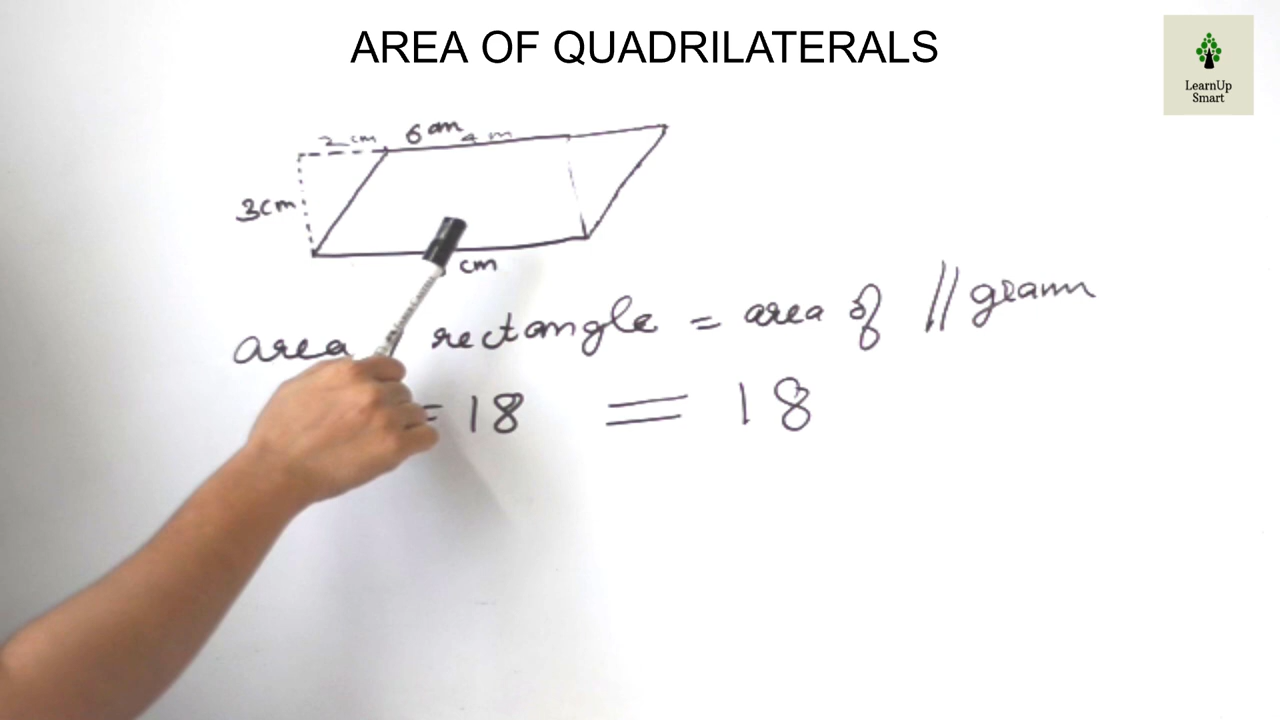 AREA OF QUADRILATERALS
LearnUp
Smart
2 cm 6 cm 4 m
3cm
cm
area rectangle = area of || gram
= 18 = 18